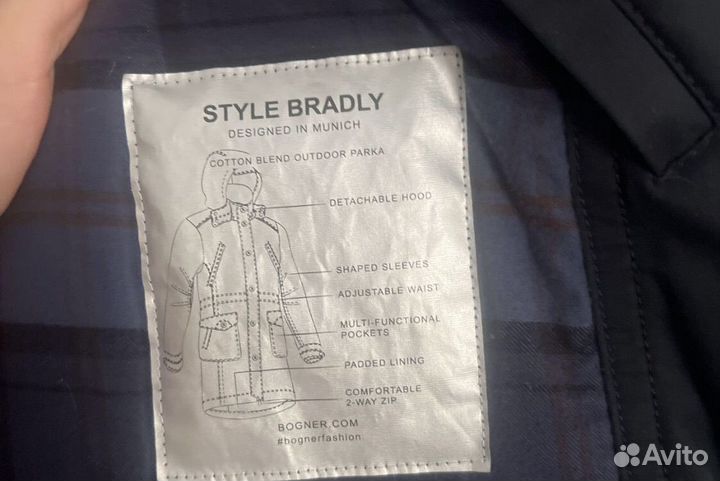 STYLE BRADLY
DESIGNED IN MUNICH
COTTON BLEND OUTDOOR PARKA
DETACHABLE HOOD
SHAPED SLEEVES
ADJUSTABLE WAIST
MULTI-FUNCTIONAL
POCKETS
PADDED LINING
COMFORTABLE
2-WAY ZIP
BOGNER.COM
#bognerfashion
Avito